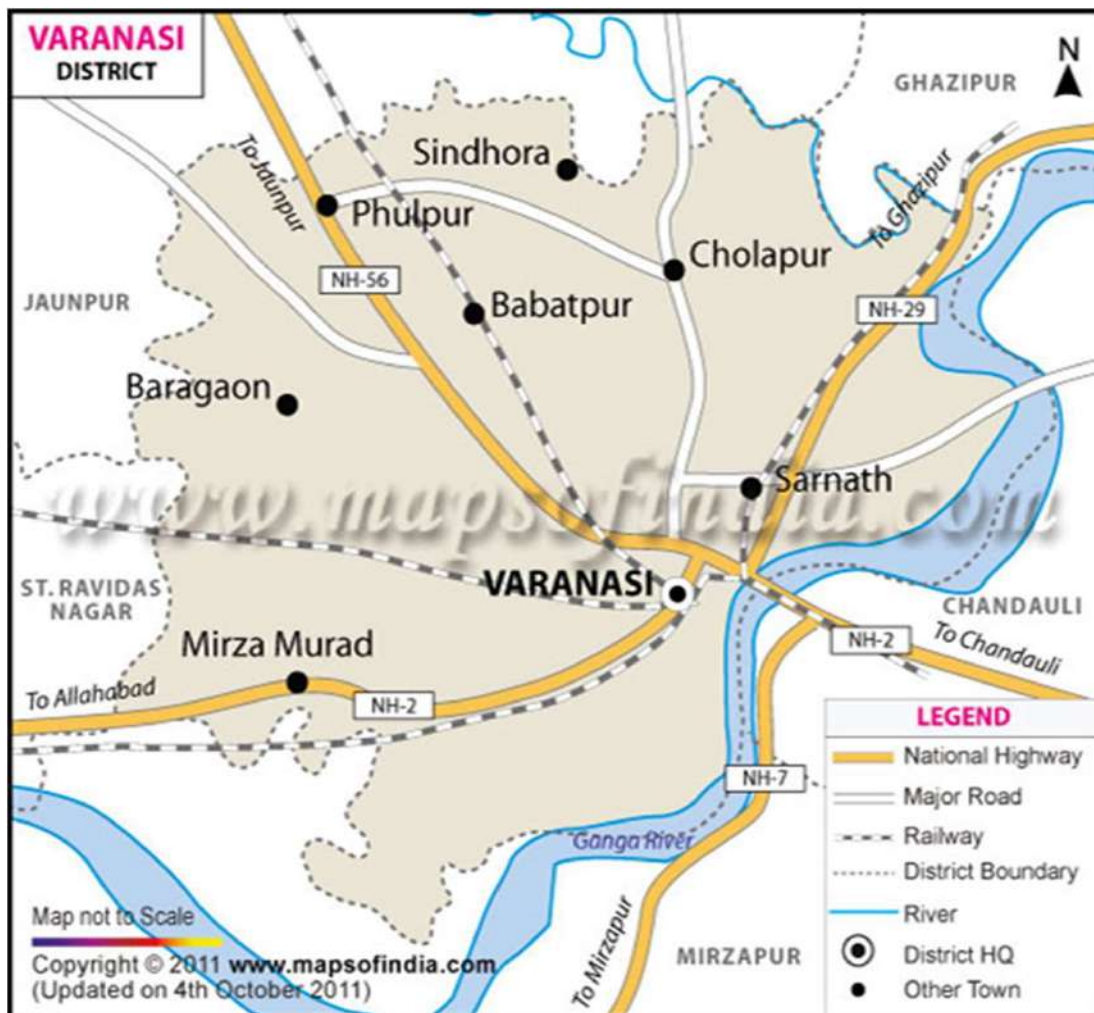 VARANASI
DISTRICT
N
GHAZIPUR
To Jaunpur
Sindhora
Phulpur
To Ghazipur
Cholapur
NH-56
JAUNPUR
Babatpur
NH-29
Baragaon
Sarnath
www.mapsofindia.com
VARANASI
ST. RAVIDAS
NAGAR
CHANDAULI
NH-2
To Chandauli
Mirza Murad
To Allahabad
NH-2
NH-7
Ganga River
To Mirzapur
MIRZAPUR
LEGEND
National Highway
Major Road
Railway
District Boundary
River
District HQ
Other Town
Map not to Scale
Copyright © 2011 www.mapsofindia.com
(Updated on 4th October 2011)